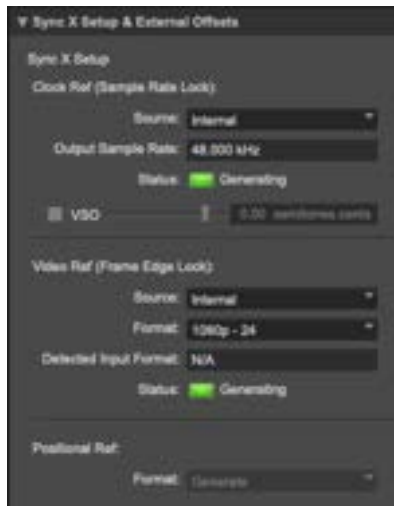 ▼ Sync X Setup & External Offsets
Sync X Setup
Clock Ref (Sample Rate Lock):
Source: Internal
Output Sample Rate: 48.000 kHz
Status: Generating
VSO 0.00 semitones.cents
Video Ref (Frame Edge Lock):
Source: Internal
Format: 1080p - 24
Detected Input Format: N/A
Status: Generating
Positional Ref:
Format: Generate